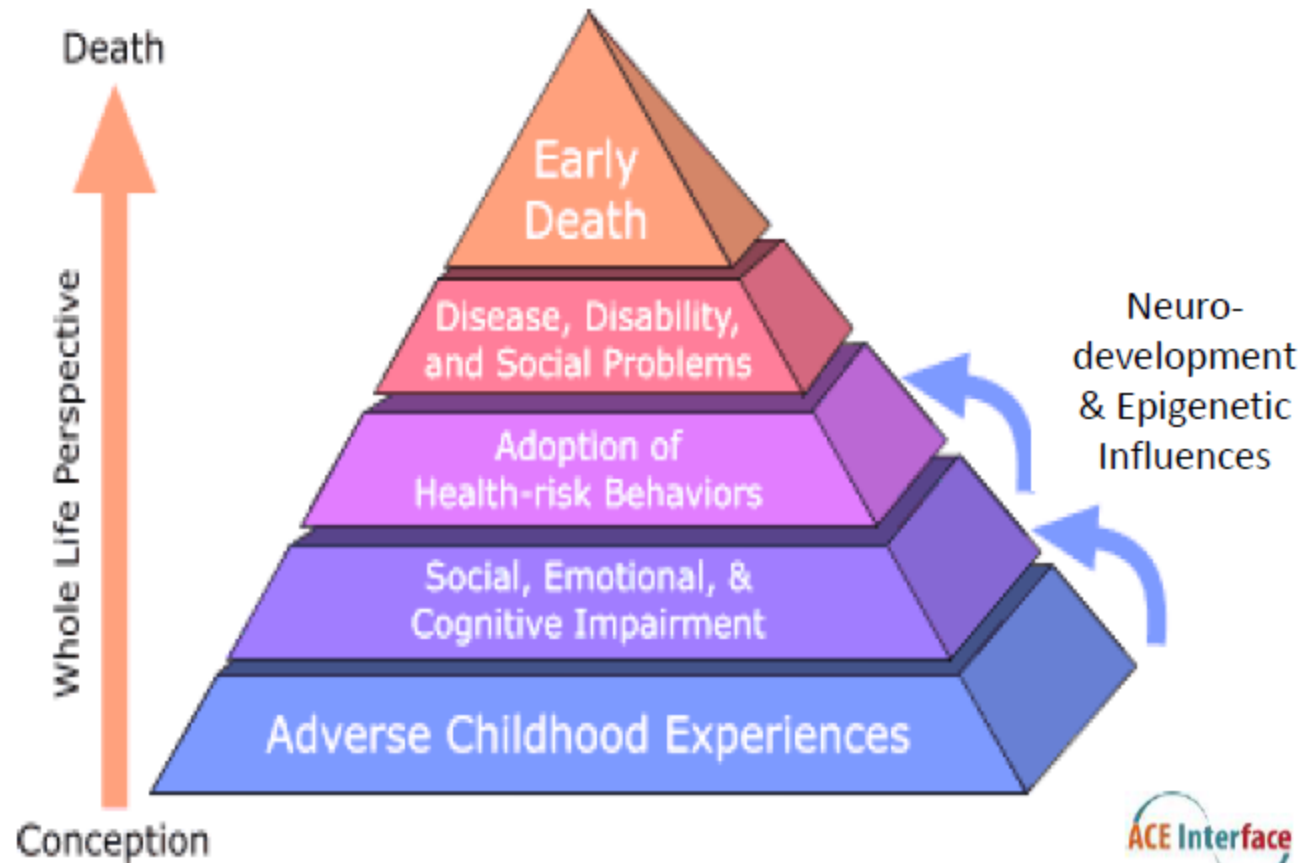 Death
Whole Life Perspective
Conception
Early
Death
Disease, Disability,
and Social Problems
Adoption of
Health-risk Behaviors
Social, Emotional, &
Cognitive Impairment
Adverse Childhood Experiences
Neuro-
development
& Epigenetic
Influences
ACE Interface